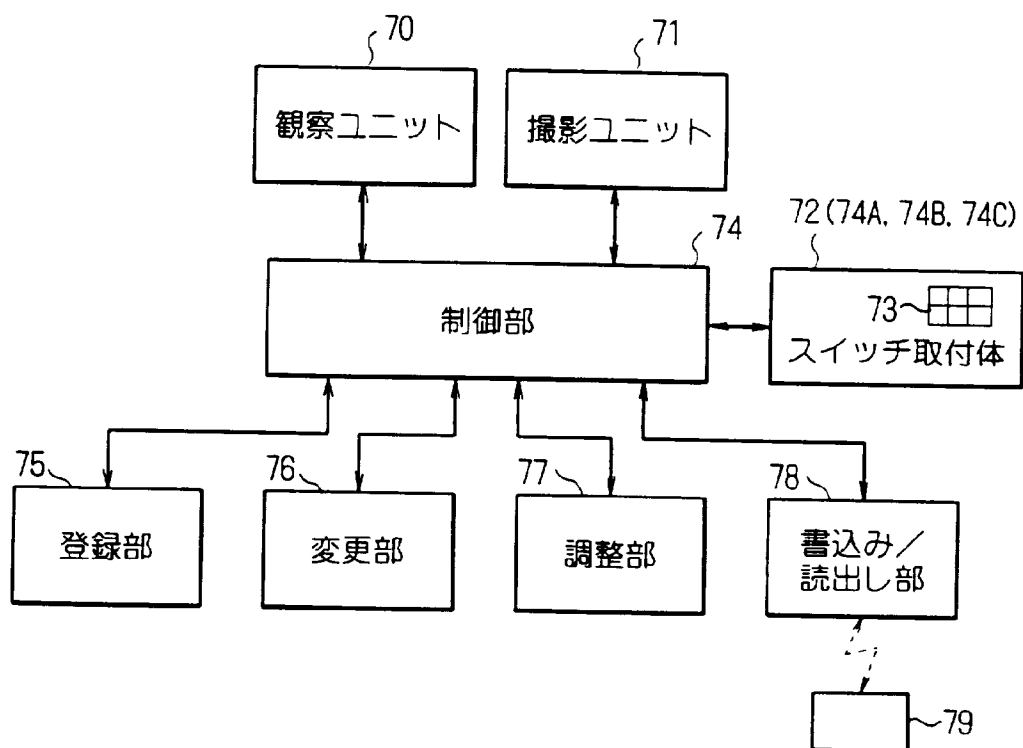 70
71
観察ユニット
撮影ユニット
72(74A, 74B, 74C)
74
制御部
73
スイッチ取付体
75
76
77
78
登録部
変更部
調整部
書込み/
読出し部
79